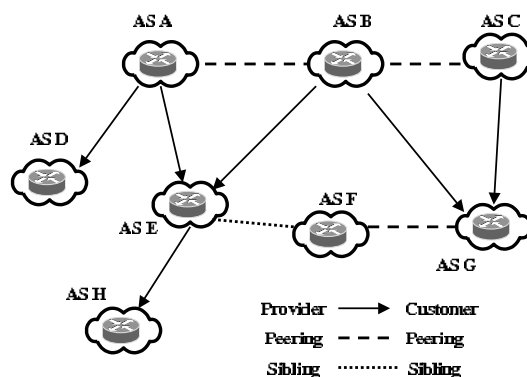 AS A
AS B
AS C
AS D
AS E
AS F
AS G
AS H
Provider Customer
Peering Peering
Sibling Sibling